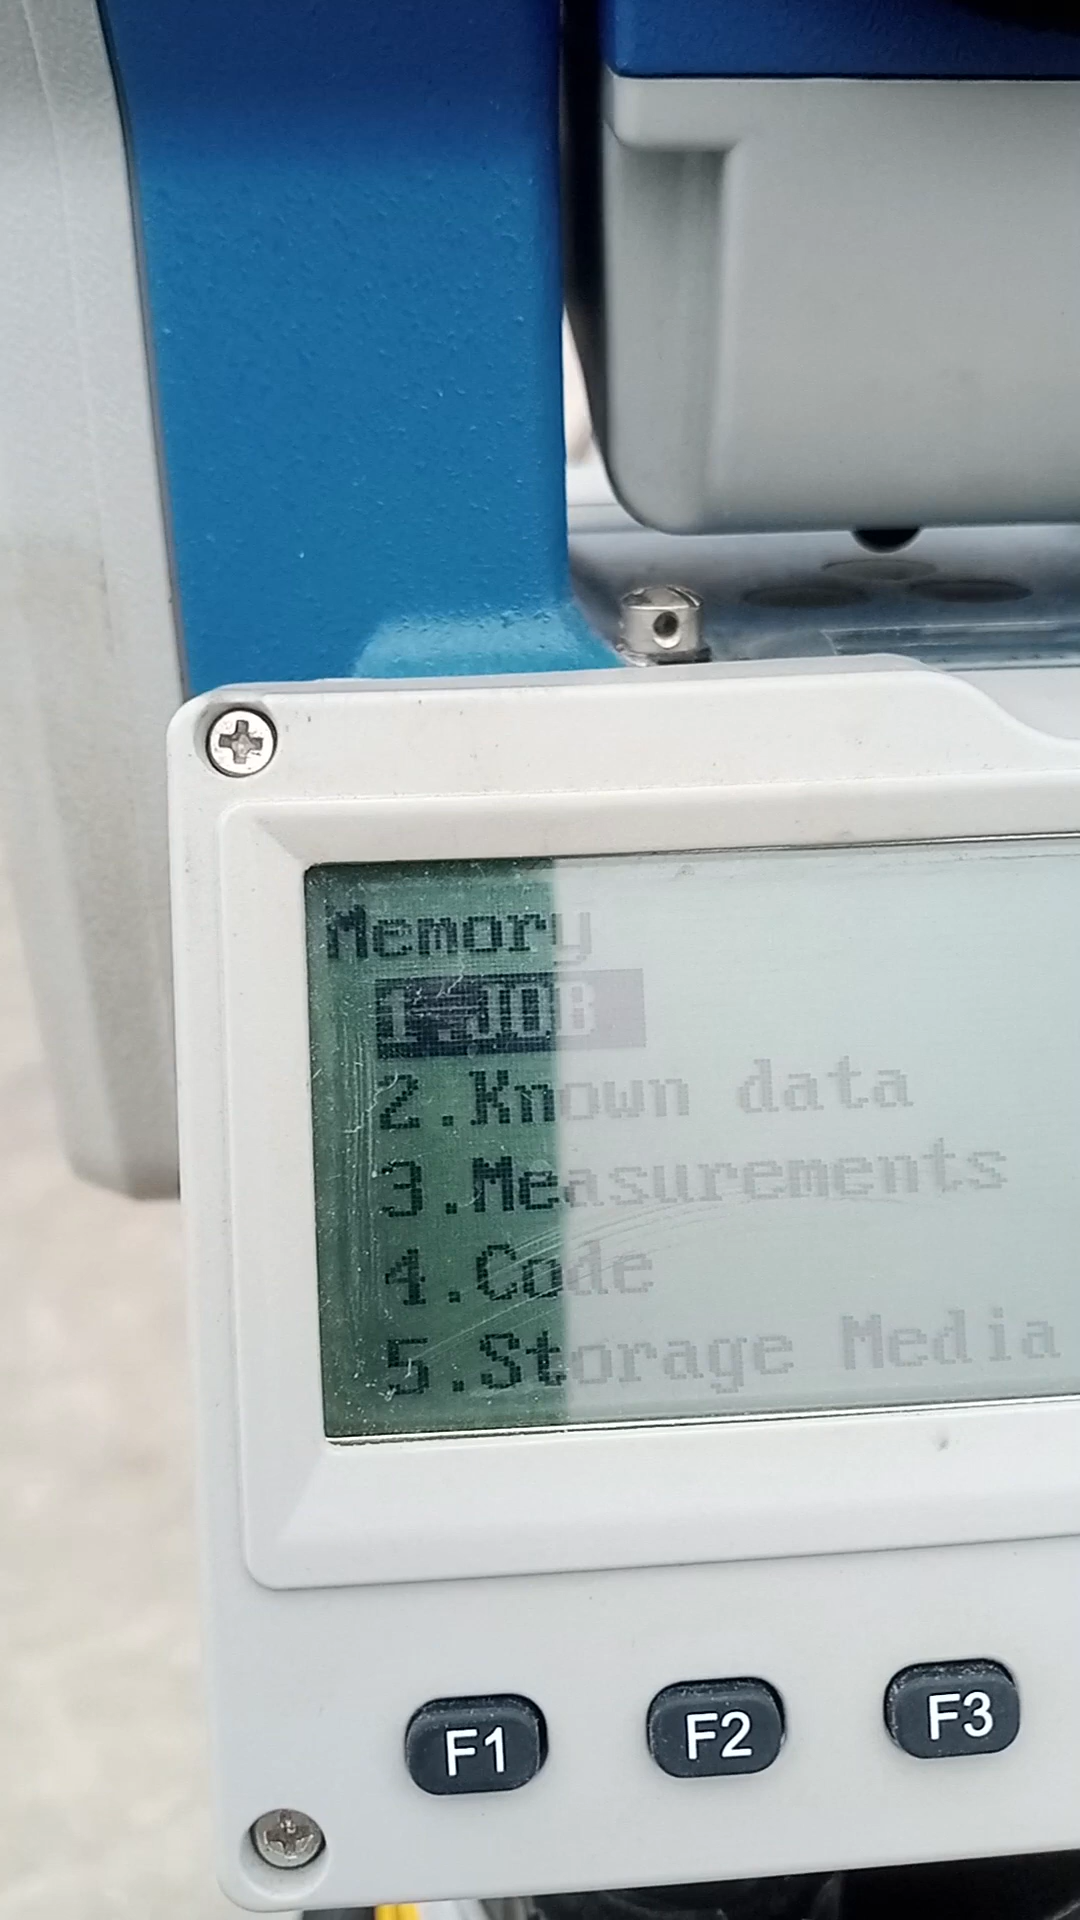 Memory
1.JOB
2.Known data
3.Measurements
4.Code
5.Storage Media
F1 F2 F3